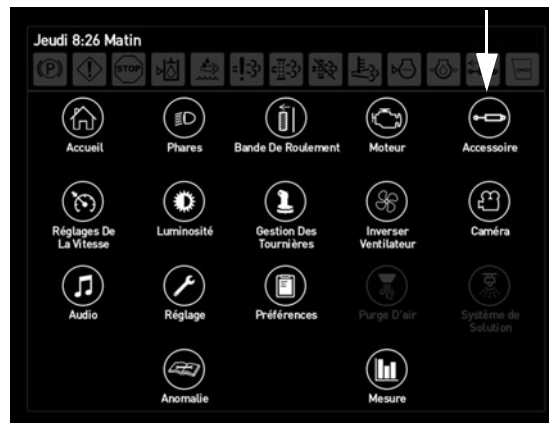 Jeudi 8:26 Matin
STOP
Accueil
Phares
Bande De Roulement
Moteur
Accessoire
Réglages De
La Vitesse
Luminosité
Gestion Des
Tournières
Inverser
Ventilateur
Caméra
Audio
Réglage
Préférences
Purge D'air
Système de
Solution
Anomalie
Mesure